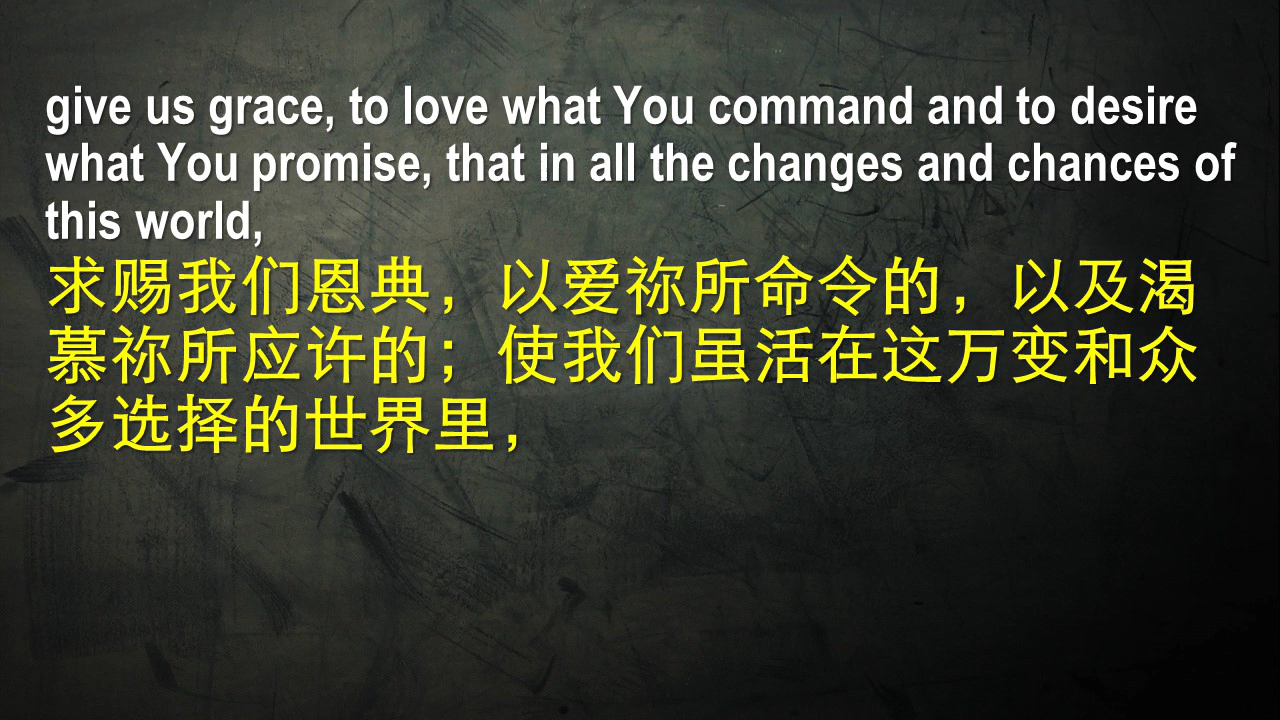 give us grace, to love what You command and to desire
what You promise, that in all the changes and chances of
this world,
求赐我们恩典，以爱祢所命令的，以及渴
慕祢所应许的；使我们虽活在这万变和众
多选择的世界里，